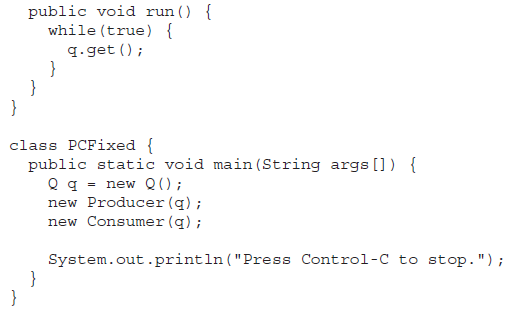 public void run() {
while(true) {
q.get();
}
}
}
class PCFixed {
public static void main(String args[]) {
Q q = new Q();
new Producer(q);
new Consumer(q);
System.out.println("Press Control-C to stop.");
}
}